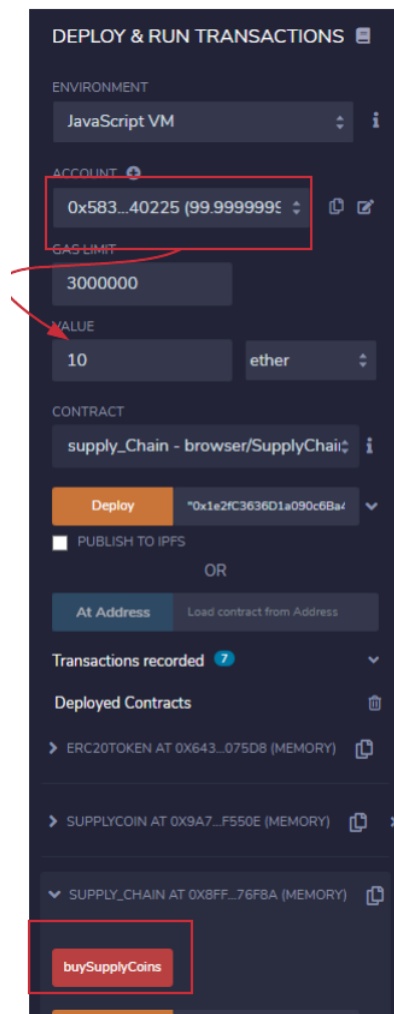 DEPLOY & RUN TRANSACTIONS
ENVIRONMENT
JavaScript VM
ACCOUNT
0x583...40225 (99.9999999
GAS LIMIT
3000000
VALUE
10 ether
CONTRACT
supply_Chain - browser/SupplyChai
Deploy "0x1e2fC3636D1a090c6Ba4
PUBLISH TO IPFS
OR
At Address Load contract from Address
Transactions recorded 7
Deployed Contracts
ERC20TOKEN AT 0X643...075D8 (MEMORY)
SUPPLYCOIN AT 0X9A7...F550E (MEMORY)
SUPPLY_CHAIN AT 0X8FF...76F8A (MEMORY)
buySupplyCoins